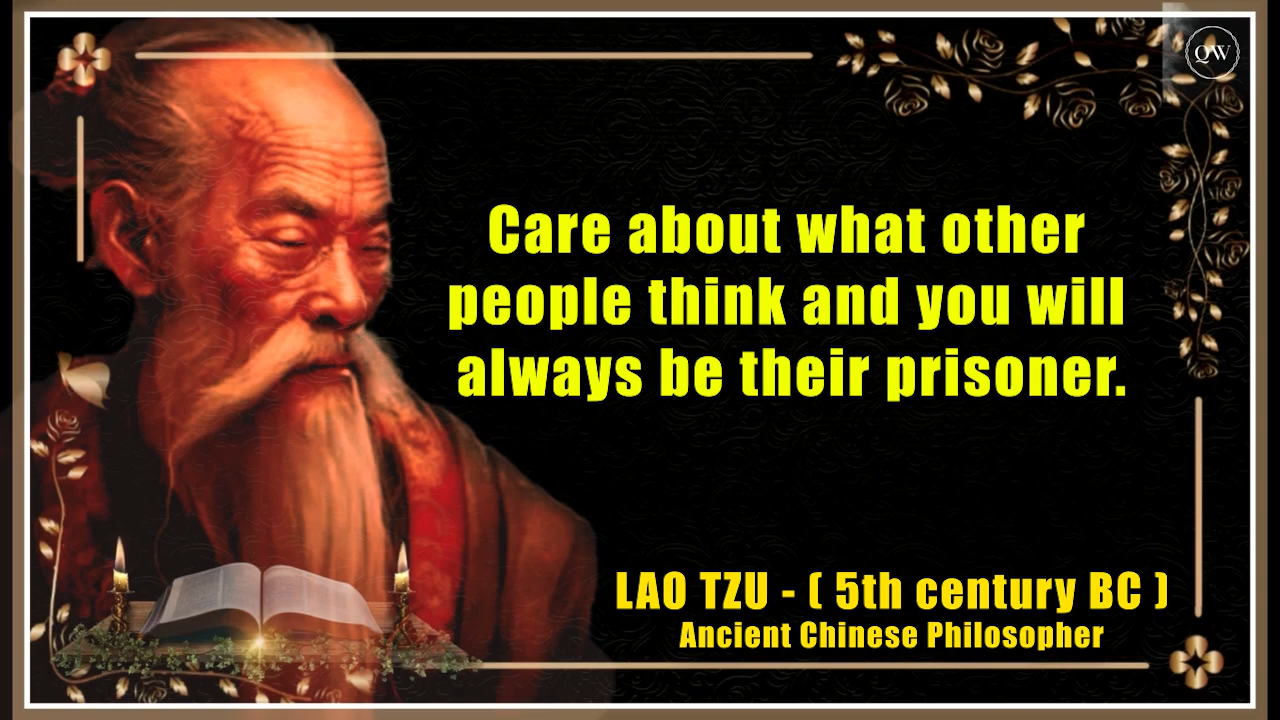 QW
Care about what other
people think and you will
always be their prisoner.
LAO TZU - ( 5th century BC )
Ancient Chinese Philosopher